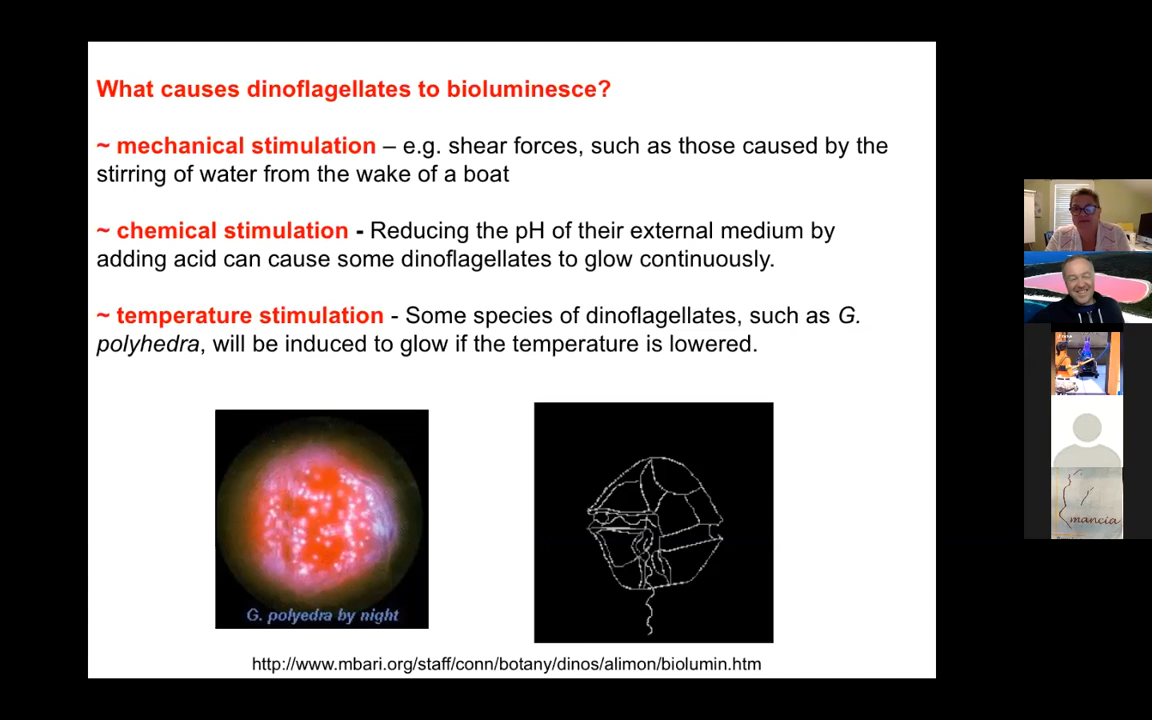 What causes dinoflagellates to bioluminesce?
~ mechanical stimulation – e.g. shear forces, such as those caused by the
stirring of water from the wake of a boat
~ chemical stimulation - Reducing the pH of their external medium by
adding acid can cause some dinoflagellates to glow continuously.
~ temperature stimulation - Some species of dinoflagellates, such as G.
polyhedra, will be induced to glow if the temperature is lowered.
G. polyedra by night
http://www.mbari.org/staff/conn/botany/dinos/alimon/biolumin.htm
mancia